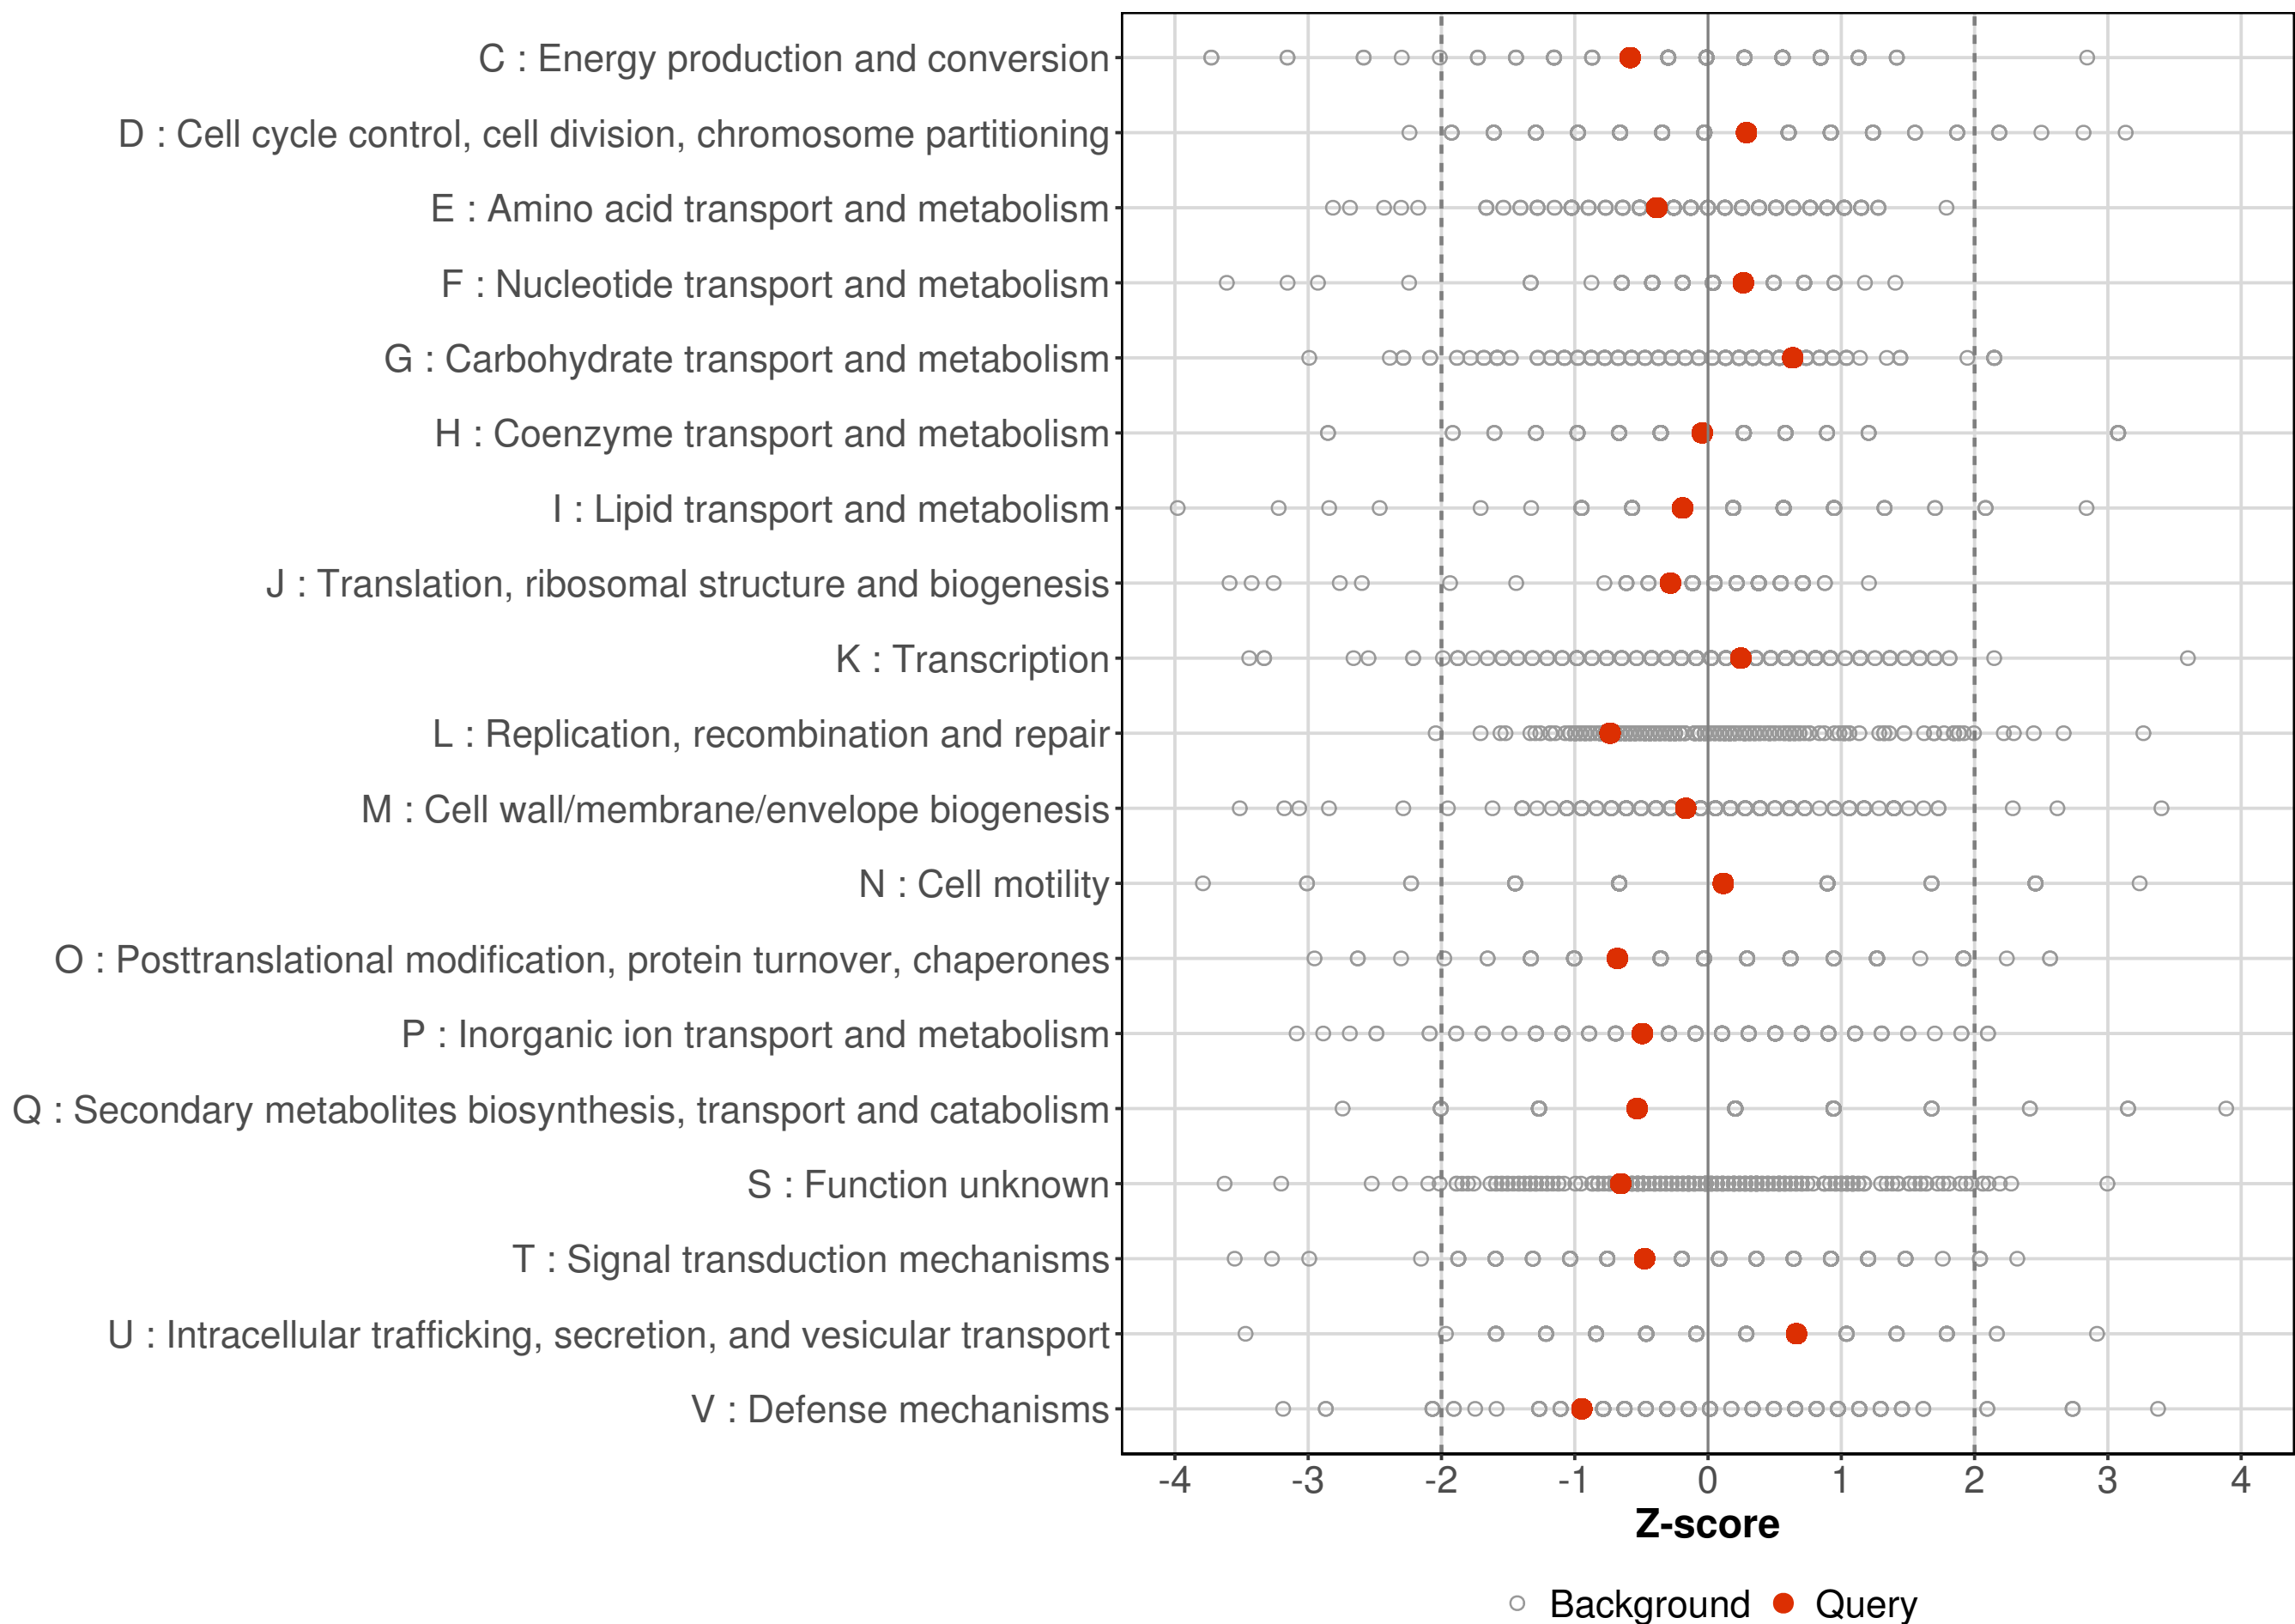 C : Energy production and conversion
D : Cell cycle control, cell division, chromosome partitioning
E : Amino acid transport and metabolism
F : Nucleotide transport and metabolism
G : Carbohydrate transport and metabolism
H : Coenzyme transport and metabolism
I : Lipid transport and metabolism
J : Translation, ribosomal structure and biogenesis
K : Transcription
L : Replication, recombination and repair
M : Cell wall/membrane/envelope biogenesis
N : Cell motility
O : Posttranslational modification, protein turnover, chaperones
P : Inorganic ion transport and metabolism
Q : Secondary metabolites biosynthesis, transport and catabolism
S : Function unknown
T : Signal transduction mechanisms
U : Intracellular trafficking, secretion, and vesicular transport
V : Defense mechanisms
-4 -3 -2 -1 0 1 2 3 4
Z-score
Background Query